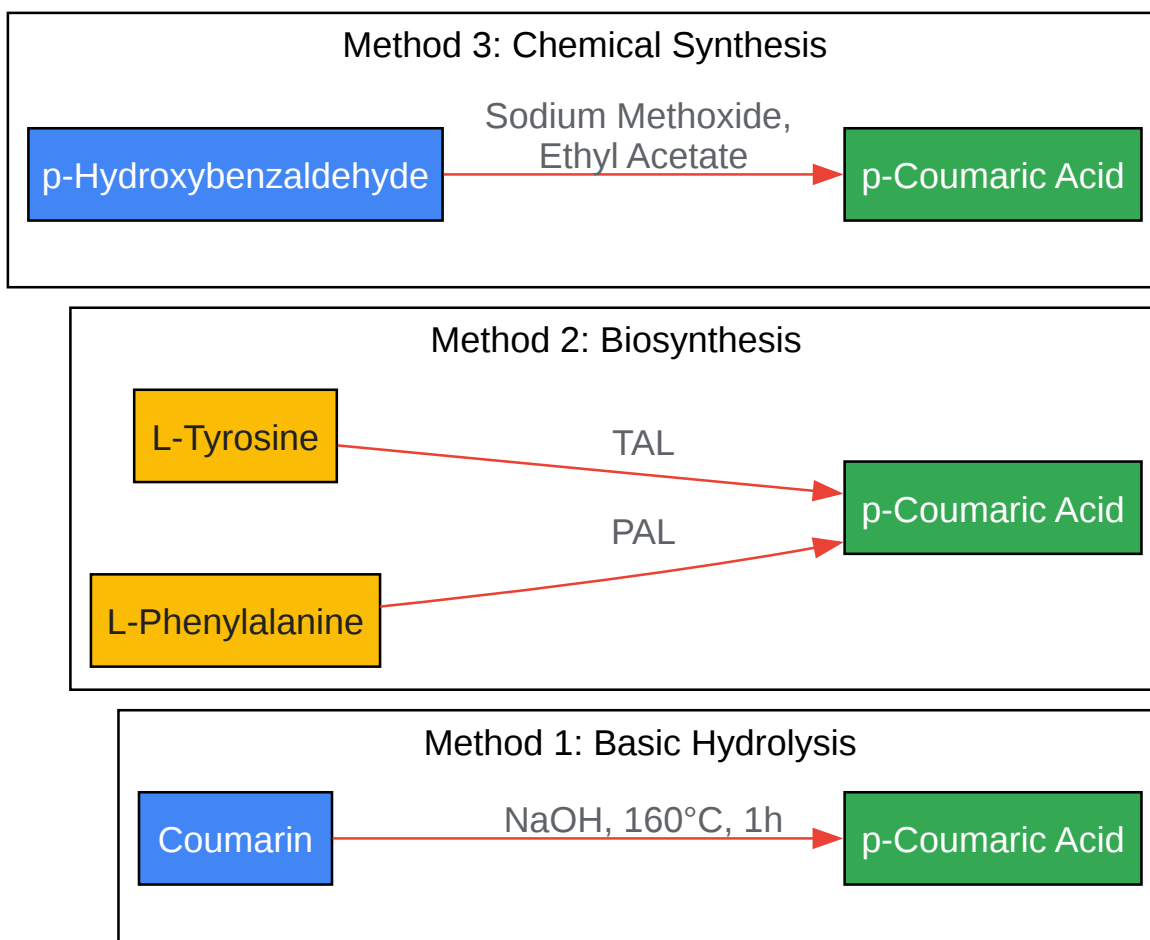 Method 3: Chemical Synthesis
Sodium Methoxide,
Ethyl Acetate
p-Hydroxybenzaldehyde
p-Coumaric Acid
Method 2: Biosynthesis
L-Tyrosine
TAL
p-Coumaric Acid
PAL
L-Phenylalanine
Method 1: Basic Hydrolysis
Coumarin
NaOH, 160°C, 1h
p-Coumaric Acid